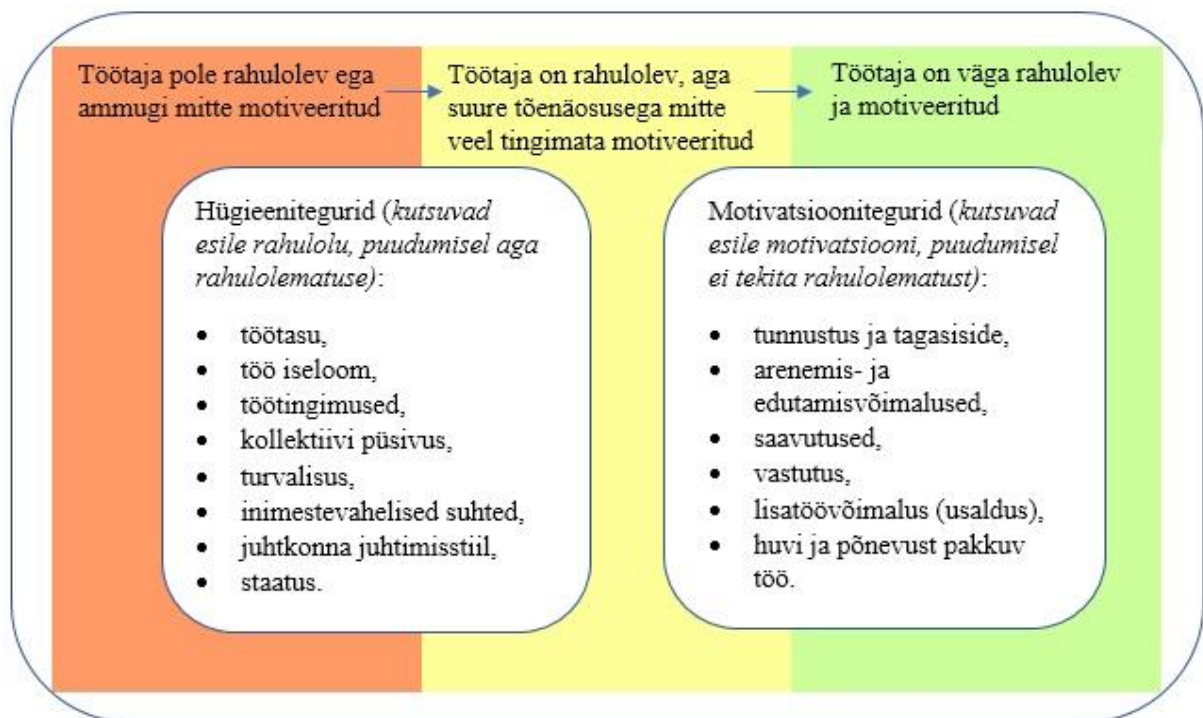 Töötaja pole rahulolev ega
ammugi mitte motiveeritud
Töötaja on rahulolev, aga
suure tõenäosusega mitte
veel tingimata motiveeritud
Töötaja on väga rahulolev
ja motiveeritud
Hügieenitegurid (kutsuvad
esile rahulolu, puudumisel aga
rahulolematuse):
• töötasu,
• töö iseloom,
• töötingimused,
• kollektiivi püsivus,
• turvalisus,
• inimestevahelised suhted,
• juhtkonna juhtimisstiil,
• staatus.
Motivatsioonitegurid (kutsuvad
esile motivatsiooni, puudumisel
ei tekita rahulolematust):
• tunnustus ja tagasiside,
• arenemis- ja
edutamisvõimalused,
• saavutused,
• vastutus,
• lisatöövõimalus (usaldus),
• huvi ja põnevust pakkuv
töö.